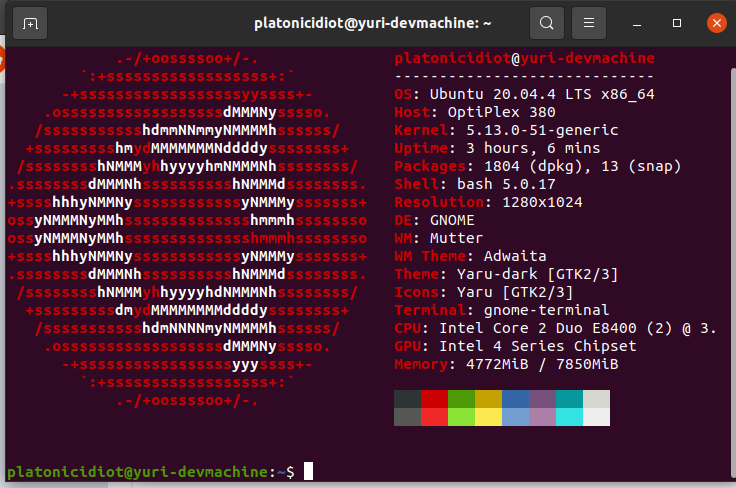 platonicidiot@yuri-devmachine: ~
.-/+oossssoo+/-.
`:+ssssssssssssssssss+:`
-+ssssssssssssssssssyyssss+-
.ossssssssssssssssssdMMMNysssso.
/ssssssssssshdmmNNmmyNMMMMhssssss/
+ssssssssshmydMMMMMMMNddddyssssssss+
/sssssssshNMMMyhhyyyyhmNMMMNhssssssss/
.ssssssssdMMMNhsssssssssshNMMMdssssssss.
+sssshhhyNMMNyssssssssssssyNMMMysssssss+
ossyNMMMNyMMhsssssssssssssshmmmhssssssso
ossyNMMMNyMMhsssssssssssssshmmmhssssssso
+sssshhhyNMMNyssssssssssssyNMMMysssssss+
.ssssssssdMMMNhsssssssssshNMMMdssssssss.
/sssssssshNMMMyhhyyyyhdNMMMNhssssssss/
+sssssssssdmydMMMMMMMMddddyssssssss+
/ssssssssssshdmNNNNmyNMMMMhssssss/
.ossssssssssssssssssdMMMNysssso.
-+sssssssssssssssssyyyssss+-
`:+ssssssssssssssssss+:`
.-/+oossssoo+/-.
platonicidiot@yuri-devmachine
-----------------------------
OS: Ubuntu 20.04.4 LTS x86_64
Host: OptiPlex 380
Kernel: 5.13.0-51-generic
Uptime: 3 hours, 6 mins
Packages: 1804 (dpkg), 13 (snap)
Shell: bash 5.0.17
Resolution: 1280x1024
DE: GNOME
WM: Mutter
WM Theme: Adwaita
Theme: Yaru-dark [GTK2/3]
Icons: Yaru [GTK2/3]
Terminal: gnome-terminal
CPU: Intel Core 2 Duo E8400 (2) @ 3.
GPU: Intel 4 Series Chipset
Memory: 4772MiB / 7850MiB
platonicidiot@yuri-devmachine:~$